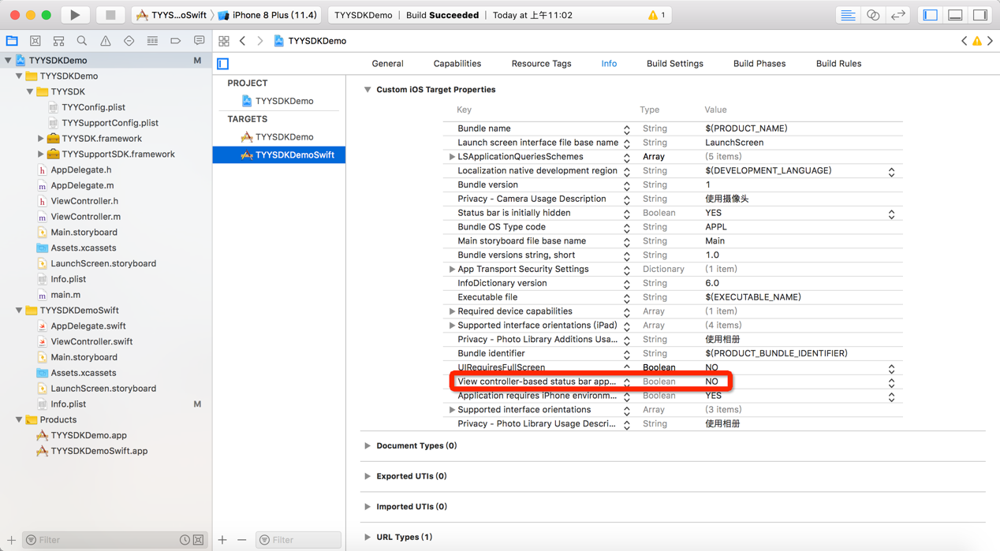 TYYS...oSwift
iPhone 8 Plus (11.4)
TYYSDKDemo
Build Succeeded
Today at 上午11:02
1
TYYSDKDemo
TYYSDKDemo M
TYYSDKDemo
TYYSDK
TYYConfig.plist
TYYSupportConfig.plist
TYYSDK.framework
TYYSupportSDK.framework
h AppDelegate.h
m AppDelegate.m
h ViewController.h
m ViewController.m
Main.storyboard
Assets.xcassets
LaunchScreen.storyboard
Info.plist
m main.m
TYYSDKDemoSwift
AppDelegate.swift
ViewController.swift
Main.storyboard
Assets.xcassets
LaunchScreen.storyboard
Info.plist M
Products
TYYSDKDemo.app
TYYSDKDemoSwift.app
Filter
PROJECT
TYYSDKDemo
TARGETS
TYYSDKDemo
TYYSDKDemoSwift
Filter
General Capabilities Resource Tags Info Build Settings Build Phases Build Rules
Custom iOS Target Properties
Key Type Value
Bundle name String $(PRODUCT_NAME)
Launch screen interface file base name String LaunchScreen
LSApplicationQueriesSchemes Array (5 items)
Localization native development region String $(DEVELOPMENT_LANGUAGE)
Bundle version String 1
Privacy - Camera Usage Description String 使用摄像头
Status bar is initially hidden Boolean YES
Bundle OS Type code String APPL
Main storyboard file base name String Main
Bundle versions string, short String 1.0
App Transport Security Settings Dictionary (1 item)
InfoDictionary version String 6.0
Executable file String $(EXECUTABLE_NAME)
Required device capabilities Array (1 item)
Supported interface orientations (iPad) Array (4 items)
Privacy - Photo Library Additions Usa... String 使用相册
Bundle identifier String $(PRODUCT_BUNDLE_IDENTIFIER)
UIRequiresFullScreen Boolean NO
View controller-based status bar app... Boolean NO
Application requires iPhone environm... Boolean YES
Supported interface orientations Array (3 items)
Privacy - Photo Library Usage Descri... String 使用相册
Document Types (0)
Exported UTIs (0)
Imported UTIs (0)
URL Types (1)